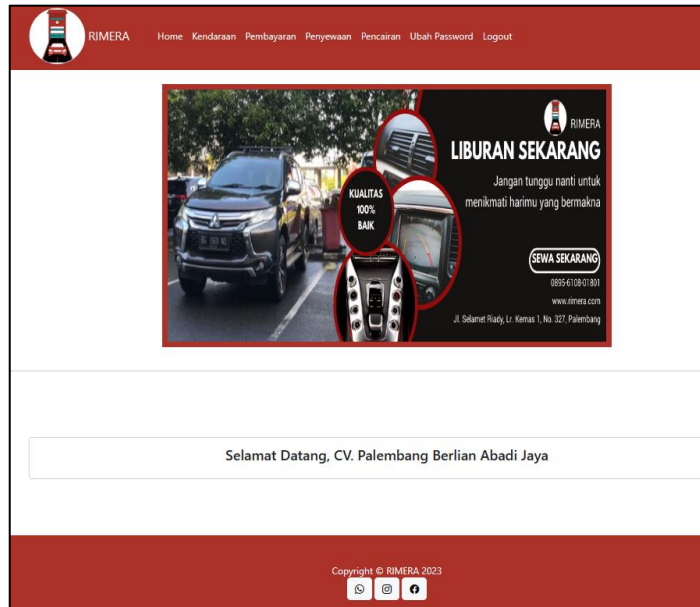 RIMERA
Home Kendaraan Pembayaran Penyewaan Pencairan Ubah Password Logout
RIMERA
LIBURAN SEKARANG
Jangan tunggu nanti untuk
menikmati harimu yang bermakna
KUALITAS
100%
BAIK
SEWA SEKARANG
0895-6108-01801
www.rimera.com
Jl. Selamet Riady, Lr. Kemas 1, No. 327, Palembang
Selamat Datang, CV. Palembang Berlian Abadi Jaya
Copyright © RIMERA 2023